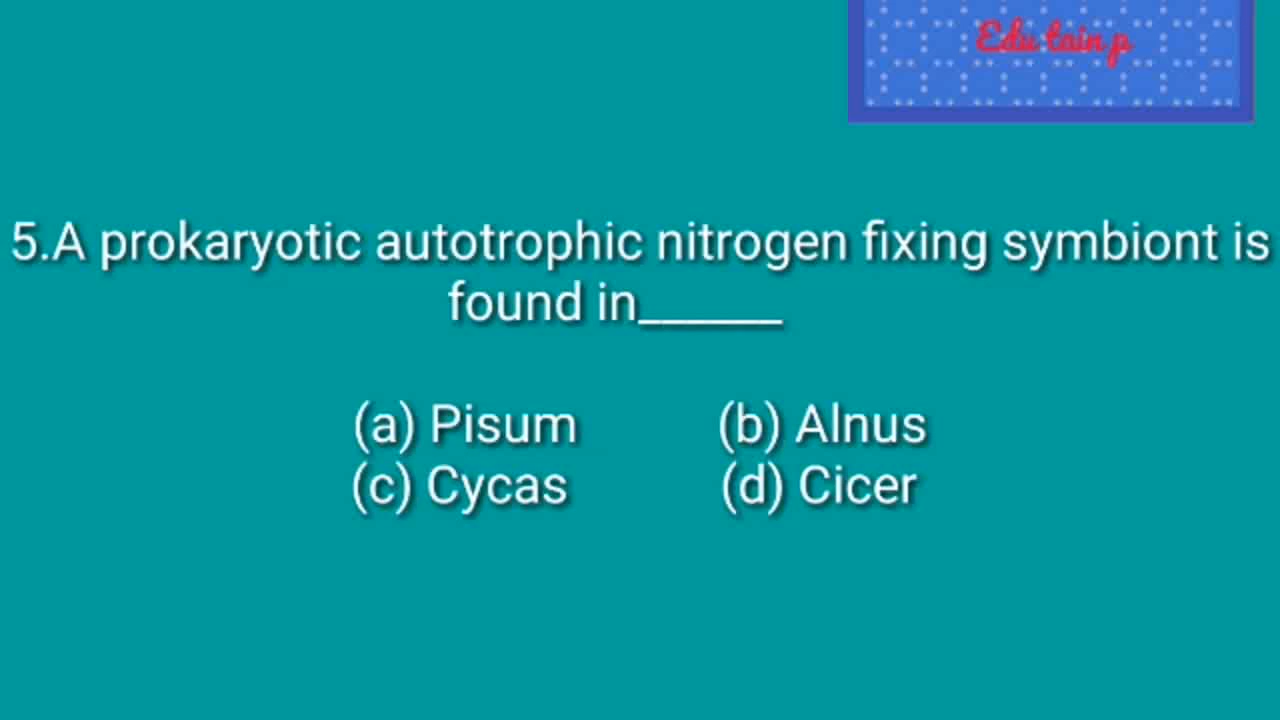 Edu tain p
5.A prokaryotic autotrophic nitrogen fixing symbiont is
found in______
(a) Pisum (b) Alnus
(c) Cycas (d) Cicer